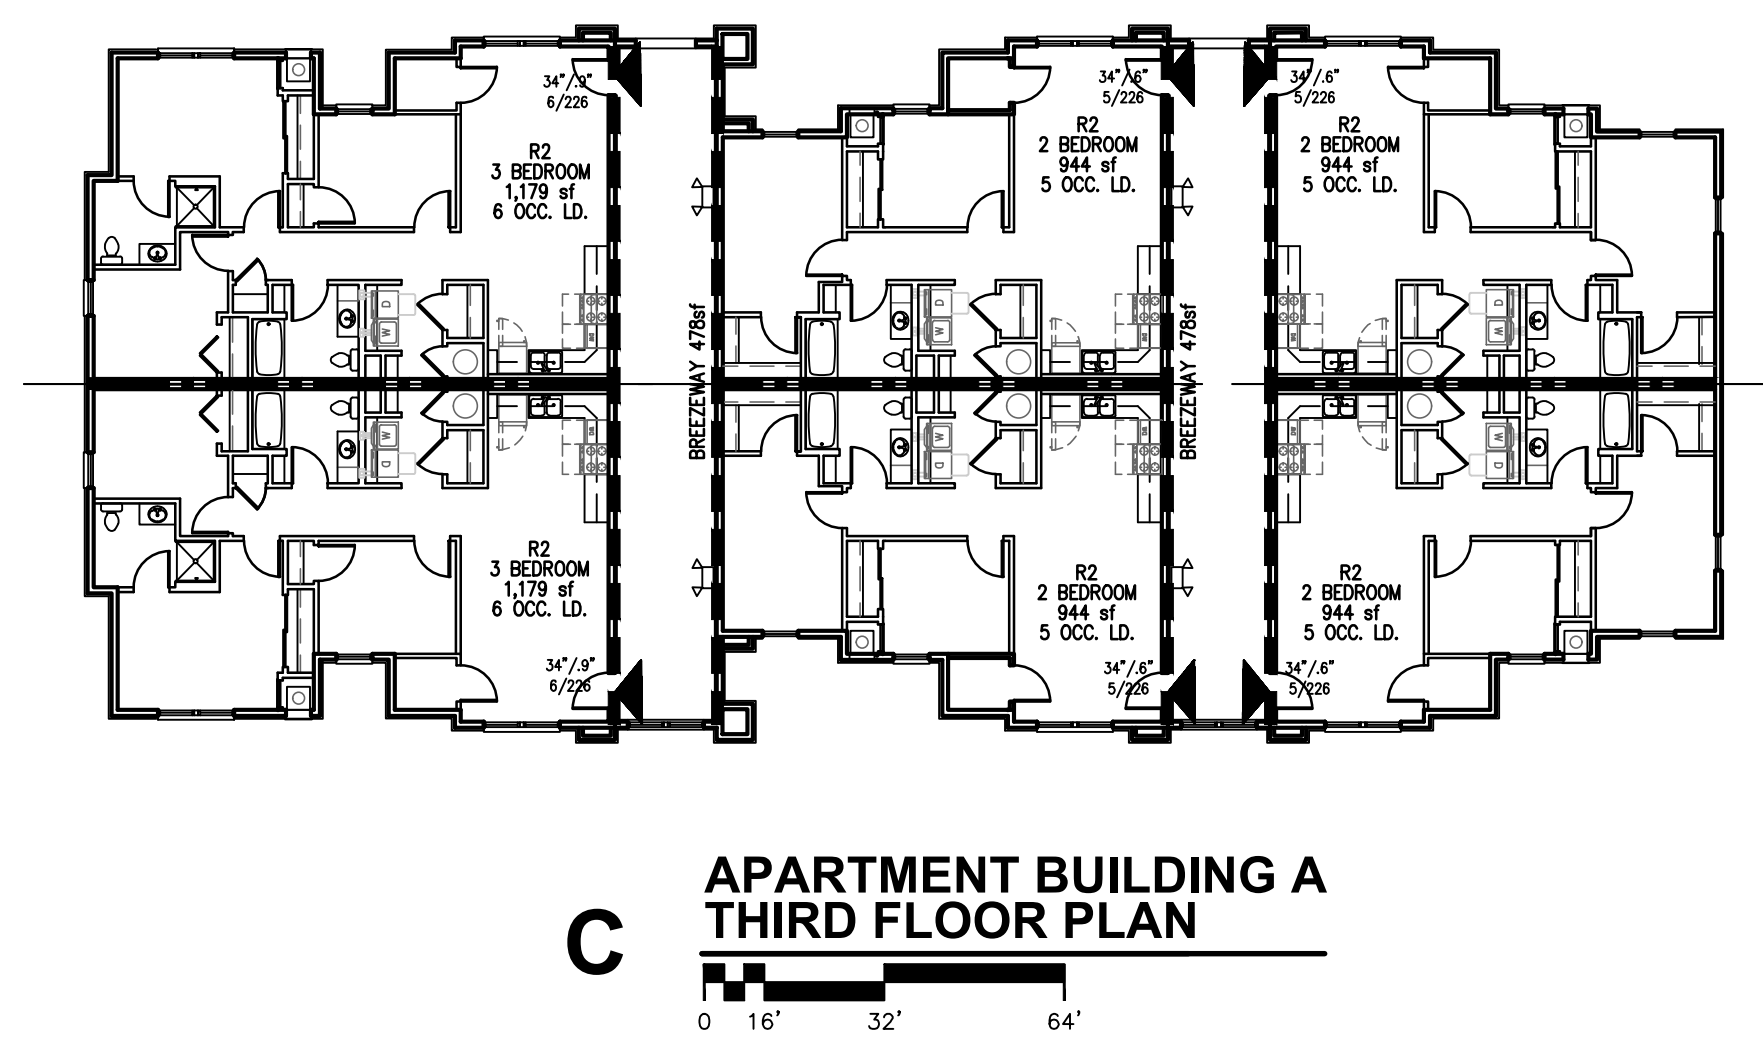 34"/.9"
6/226
R2
3 BEDROOM
1,179 sf
6 OCC. LD.
BREEZEWAY 478sf
34"/.6"
5/226
R2
2 BEDROOM
944 sf
5 OCC. LD.
BREEZEWAY 478sf
34"/.6"
5/226
R2
2 BEDROOM
944 sf
5 OCC. LD.
D
W
D
W
D
W
W
D
W
D
W
D
R2
3 BEDROOM
1,179 sf
6 OCC. LD.
34"/.9"
6/226
R2
2 BEDROOM
944 sf
5 OCC. LD.
34"/.6"
5/226
R2
2 BEDROOM
944 sf
5 OCC. LD.
34"/.6"
5/226
C
APARTMENT BUILDING A
THIRD FLOOR PLAN
0 16' 32' 64'